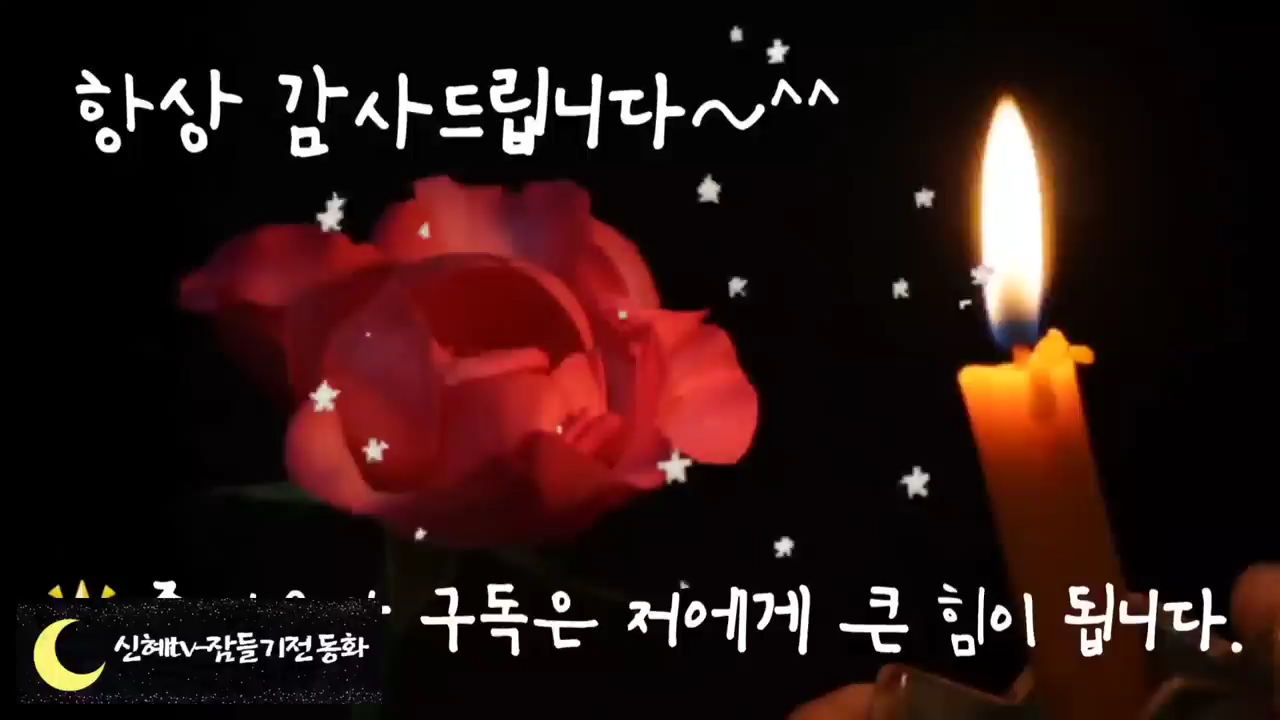 항상 감사드립니다~^^
구독은 저에게 큰 힘이 됩니다.
신혜tv-잠들기전 동화